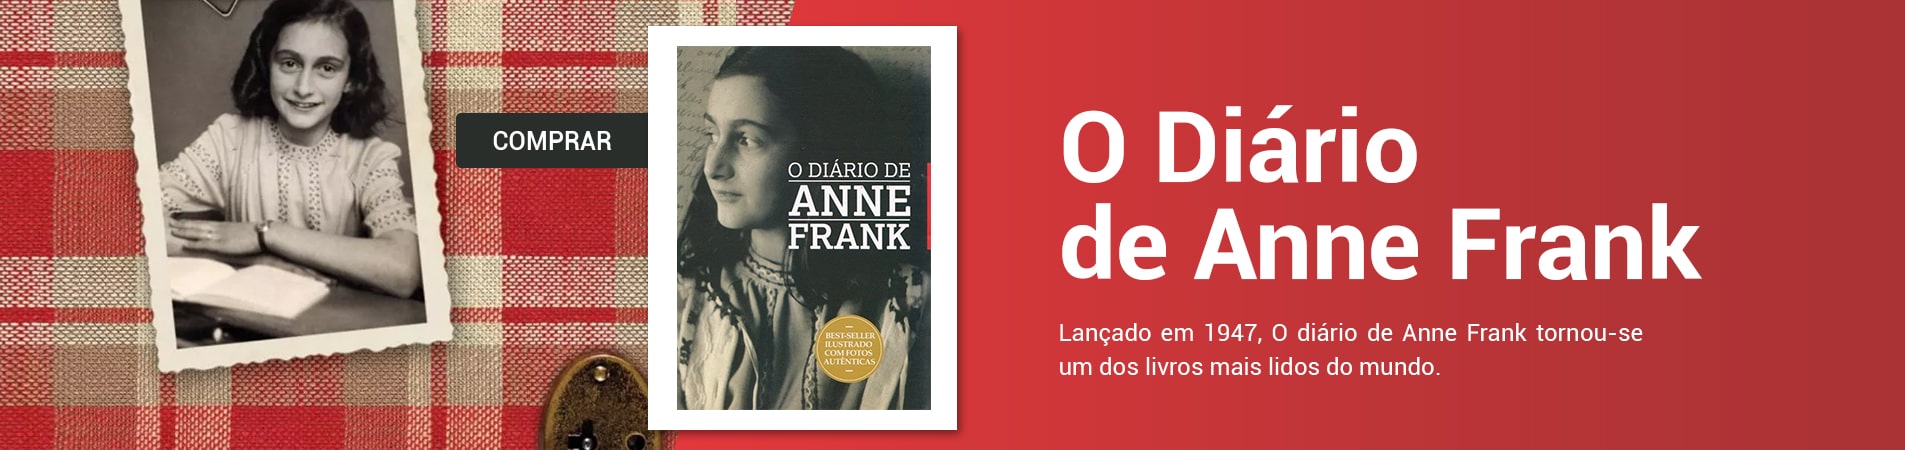 COMPRAR
O DIÁRIO DE
ANNE
FRANK
BEST-SELLER
ILUSTRADO
COM FOTOS
AUTÊNTICAS
O Diário
de Anne Frank
Lançado em 1947, O diário de Anne Frank tornou-se
um dos livros mais lidos do mundo.